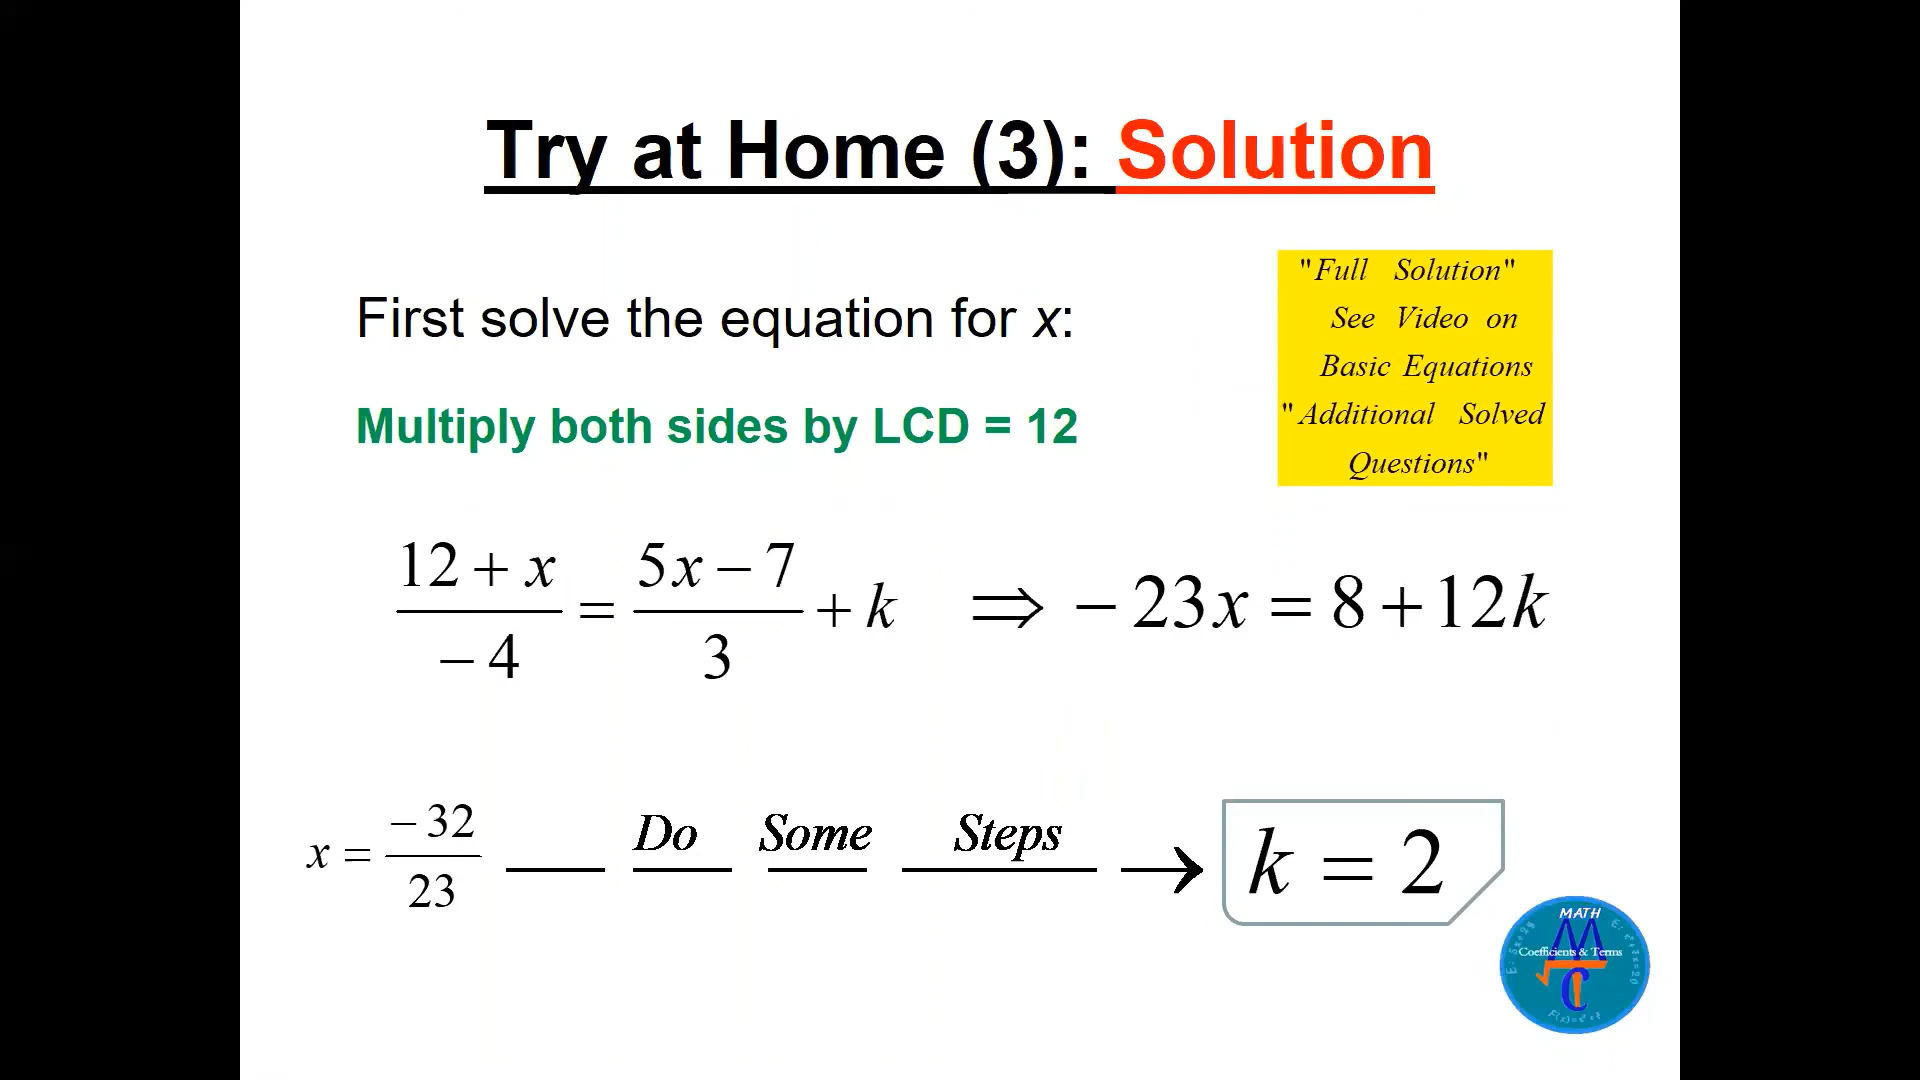 Try at Home (3): Solution
First solve the equation for x:
"Full Solution"
See Video on
Basic Equations
"Additional Solved
Questions"
Multiply both sides by LCD = 12
12 + x / − 4 = 5x − 7 / 3 + k ⇒ − 23x = 8 + 12k
x = − 32 / 23 Do Some Steps → k = 2
MATH
Coefficients & Terms